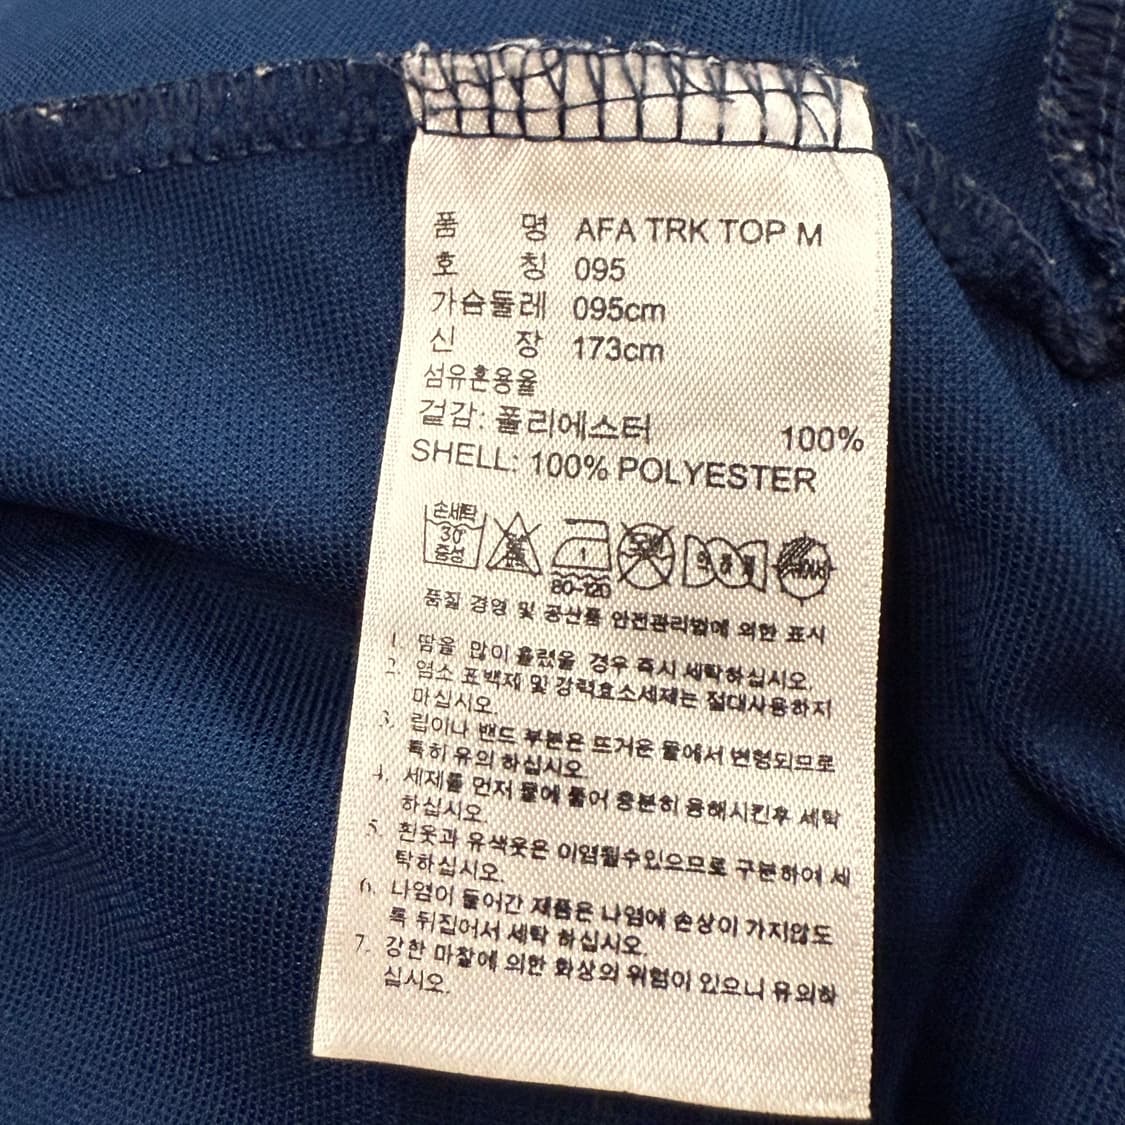 품 명 AFA TRK TOP M
호 칭 095
가슴둘레 095cm
신 장 173cm
섬유혼용율
겉감: 폴리에스터 100%
SHELL: 100% POLYESTER
손세탁
30°
중성
1
80~120
품질 경영 및 공산품 안전관리법에 의한 표시
1. 땀을 많이 흘렸을 경우 즉시 세탁하십시오.
2. 염소 표백제 및 강력효소세제는 절대사용하지
마십시오.
3. 립이나 밴드 부분은 뜨거운 물에서 변형되므로
특히 유의 하십시오.
4. 세제를 먼저 물에 풀어 충분히 용해시킨후 세탁
하십시오.
5. 흰옷과 유색옷은 이염될수있으므로 구분하여 세
탁하십시오.
6. 나염이 들어간 제품은 나염에 손상이 가지않도
록 뒤집어서 세탁 하십시오.
7. 강한 마찰에 의한 화상의 위험이 있으니 유의하
십시오.